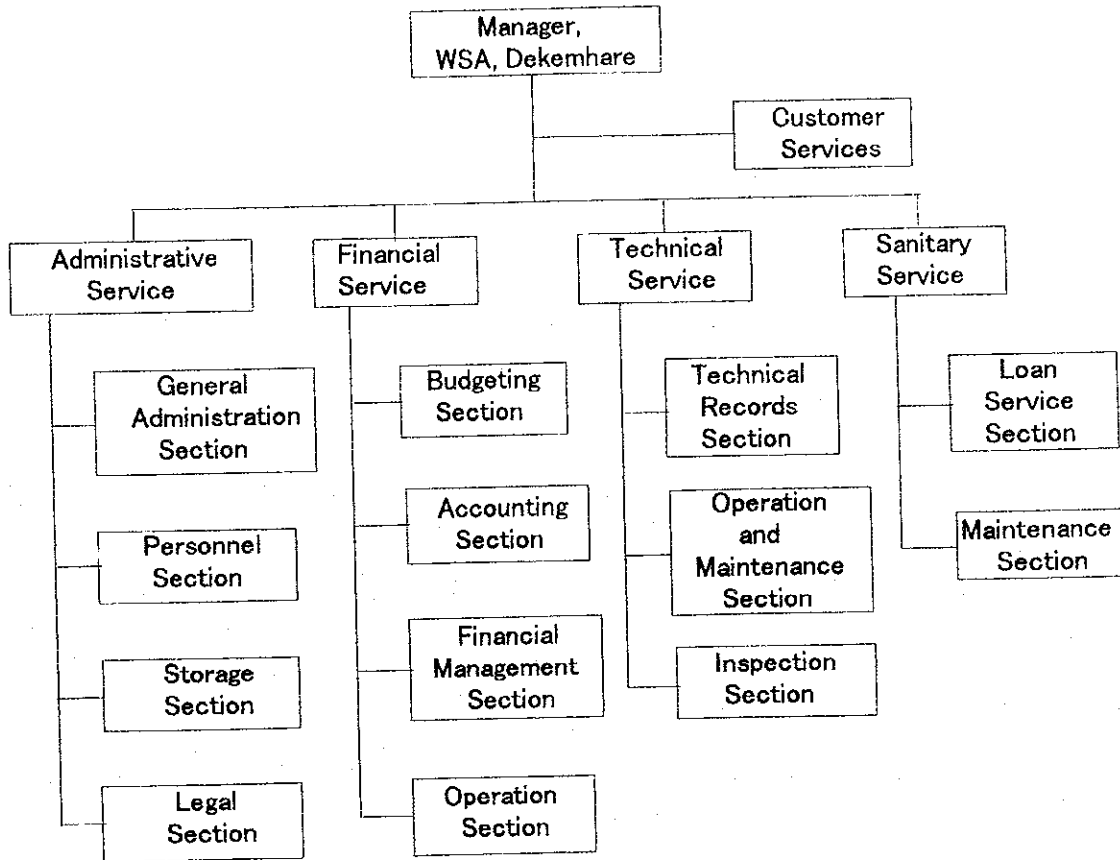 Manager,
WSA, Dekemhare
Customer
Services
Administrative
Service
Financial
Service
Technical
Service
Sanitary
Service
General
Administration
Section
Personnel
Section
Storage
Section
Legal
Section
Budgeting
Section
Accounting
Section
Financial
Management
Section
Operation
Section
Technical
Records
Section
Operation
and
Maintenance
Section
Inspection
Section
Loan
Service
Section
Maintenance
Section